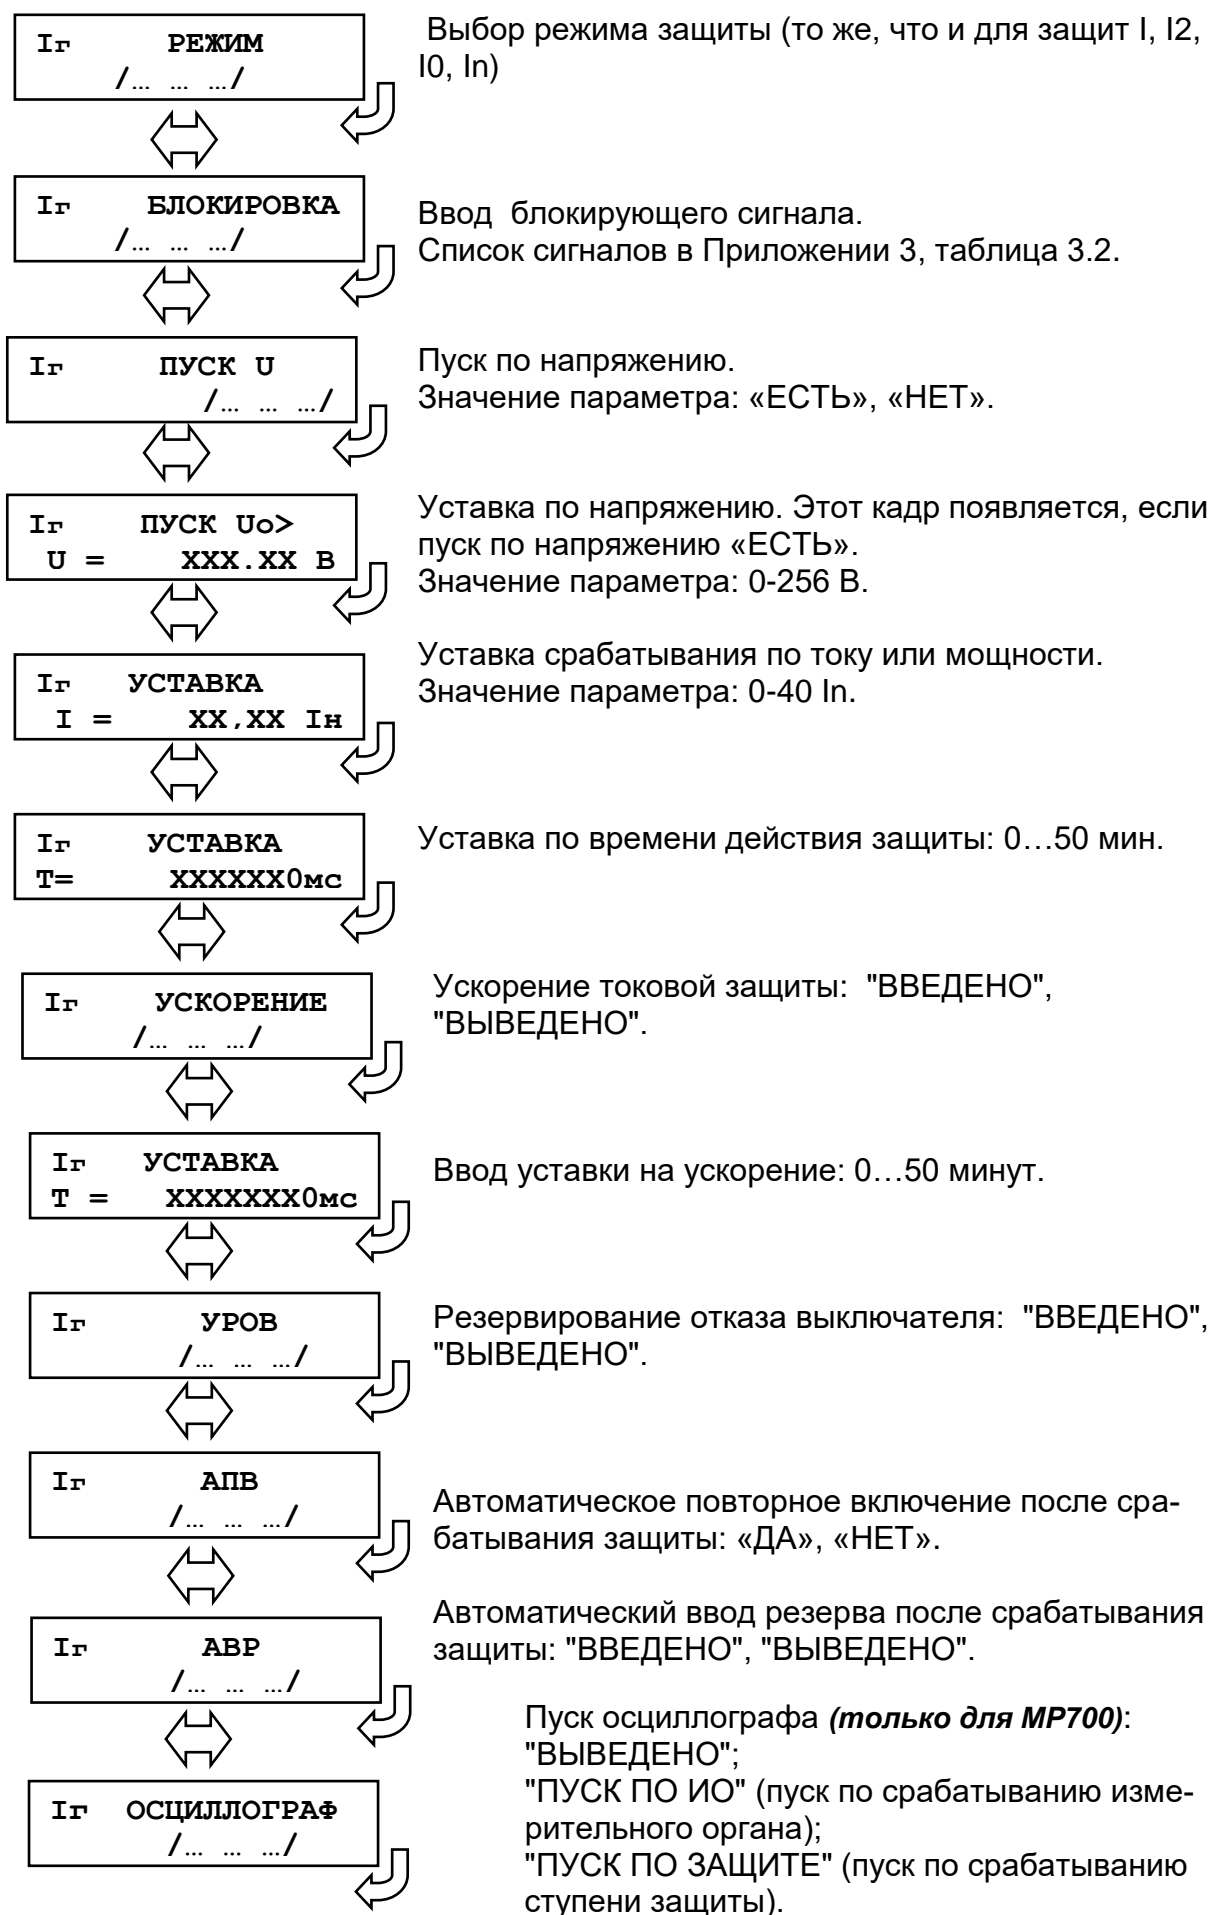 Iг РЕЖИМ
/… … …/
Выбор режима защиты (то же, что и для защит I, I2,
I0, In)
Iг БЛОКИРОВКА
/… … …/
Ввод блокирующего сигнала.
Список сигналов в Приложении 3, таблица 3.2.
Iг ПУСК U
/… … …/
Пуск по напряжению.
Значение параметра: «ЕСТЬ», «НЕТ».
Iг ПУСК Uo>
U = XXX.XX В
Уставка по напряжению. Этот кадр появляется, если
пуск по напряжению «ЕСТЬ».
Значение параметра: 0-256 В.
Iг УСТАВКА
I = XX,XX Iн
Уставка срабатывания по току или мощности.
Значение параметра: 0-40 In.
Iг УСТАВКА
T= XXXXXX0мс
Уставка по времени действия защиты: 0…50 мин.
Iг УСКОРЕНИЕ
/… … …/
Ускорение токовой защиты: "ВВЕДЕНО",
"ВЫВЕДЕНО".
Iг УСТАВКА
T = XXXXXXX0мс
Ввод уставки на ускорение: 0…50 минут.
Iг УРОВ
/… … …/
Резервирование отказа выключателя: "ВВЕДЕНО",
"ВЫВЕДЕНО".
Iг АПВ
/… … …/
Автоматическое повторное включение после сра-
батывания защиты: «ДА», «НЕТ».
Iг АВР
/… … …/
Автоматический ввод резерва после срабатывания
защиты: "ВВЕДЕНО", "ВЫВЕДЕНО".
Iг ОСЦИЛЛОГРАФ
/… … …/
Пуск осциллографа (только для МР700):
"ВЫВЕДЕНО";
"ПУСК ПО ИО" (пуск по срабатыванию изме-
рительного органа);
"ПУСК ПО ЗАЩИТЕ" (пуск по срабатыванию
ступени защиты).